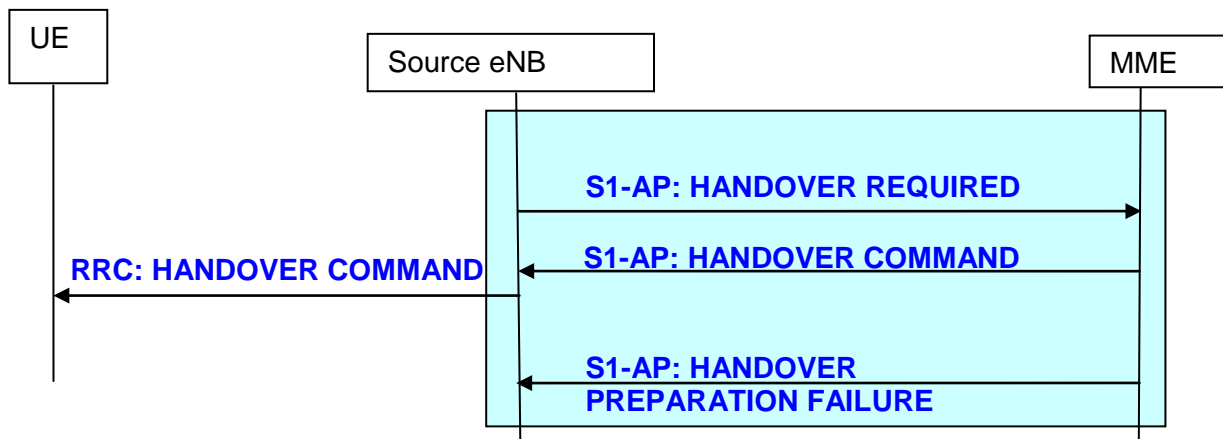 UE
Source eNB
MME
S1-AP: HANDOVER REQUIRED
S1-AP: HANDOVER COMMAND
RRC: HANDOVER COMMAND
S1-AP: HANDOVER
PREPARATION FAILURE